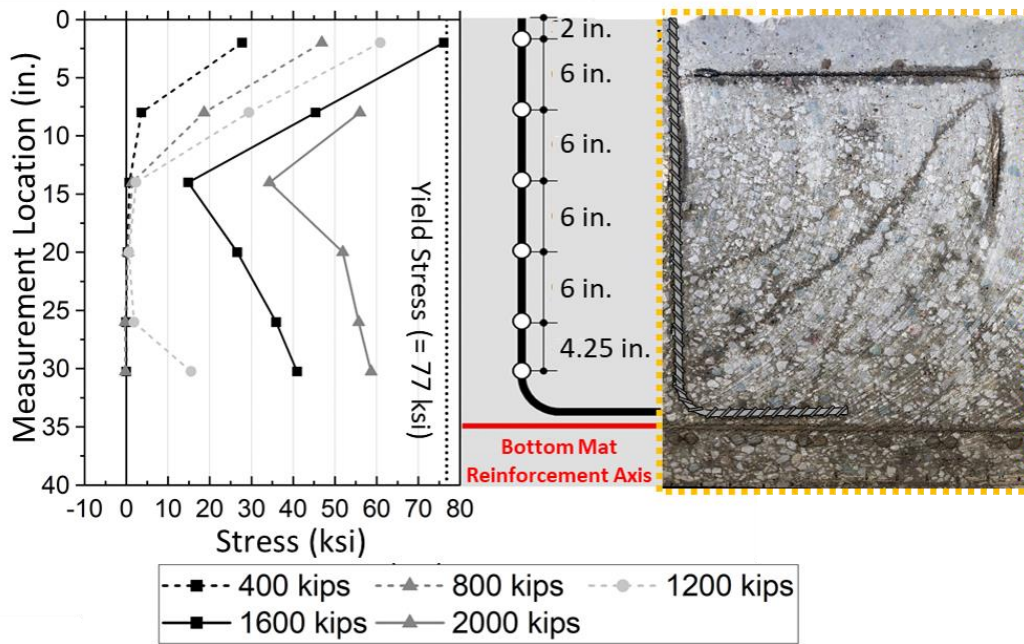 0
5
10
15
20
25
30
35
40
Measurement Location (in.)
-10 0 10 20 30 40 50 60 70 80
Stress (ksi)
Yield Stress (= 77 ksi)
2 in.
6 in.
6 in.
6 in.
6 in.
4.25 in.
Bottom Mat
Reinforcement Axis
400 kips 800 kips 1200 kips
1600 kips 2000 kips